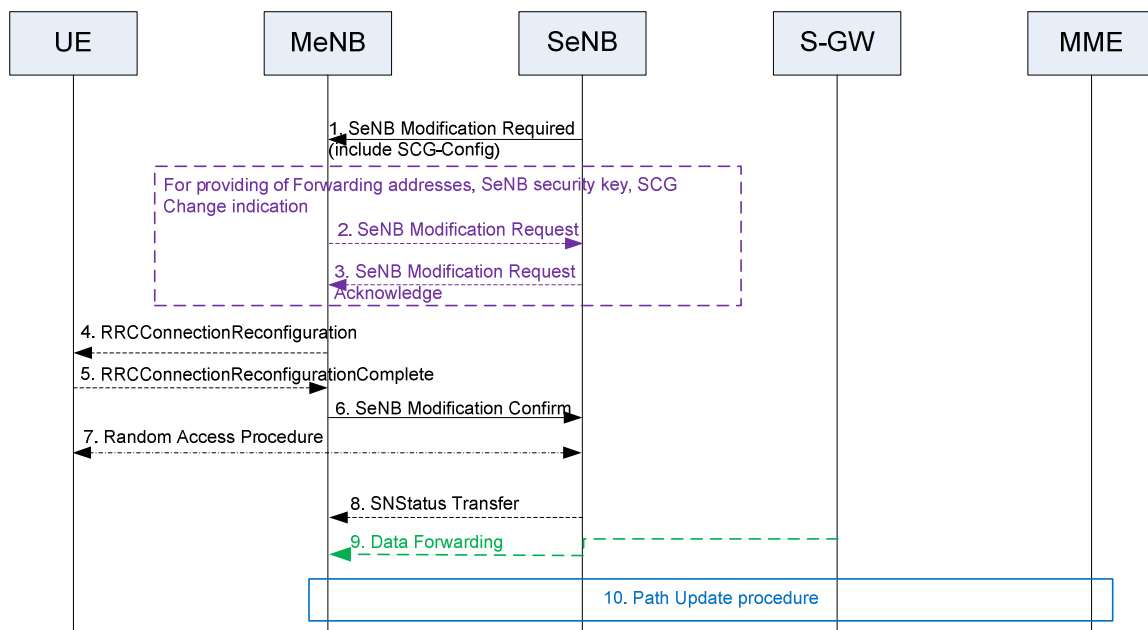 UE
MeNB
SeNB
S-GW
MME
1. SeNB Modification Required
(include SCG-Config)
For providing of Forwarding addresses, SeNB security key, SCG
Change indication
2. SeNB Modification Request
3. SeNB Modification Request
Acknowledge
4. RRCConnectionReconfiguration
5. RRCConnectionReconfigurationComplete
6. SeNB Modification Confirm
7. Random Access Procedure
8. SNStatus Transfer
9. Data Forwarding
10. Path Update procedure